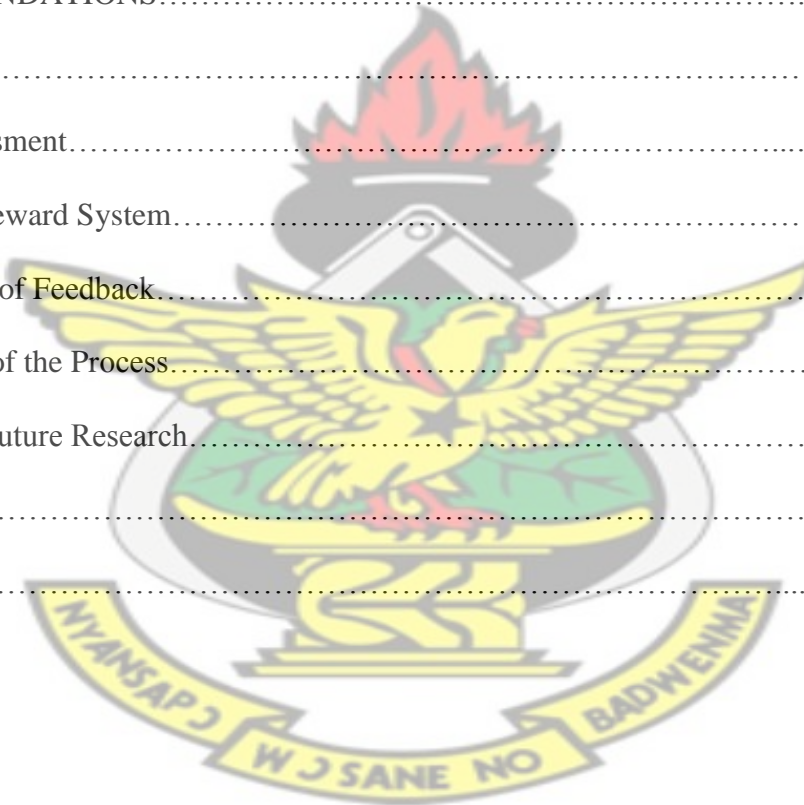 NDATIONS……………………………………………………………
……………………………………………………………………
sment……………………………………………………………..…
eward System……………………………………………………
of Feedback………………………………………………………
of the Process……………………………………………………
uture Research……………………………………………………
……………………………………………………………………
……………………………………………………………………...
NYANSAPƆ
WƆSANE NO
BADWENMA